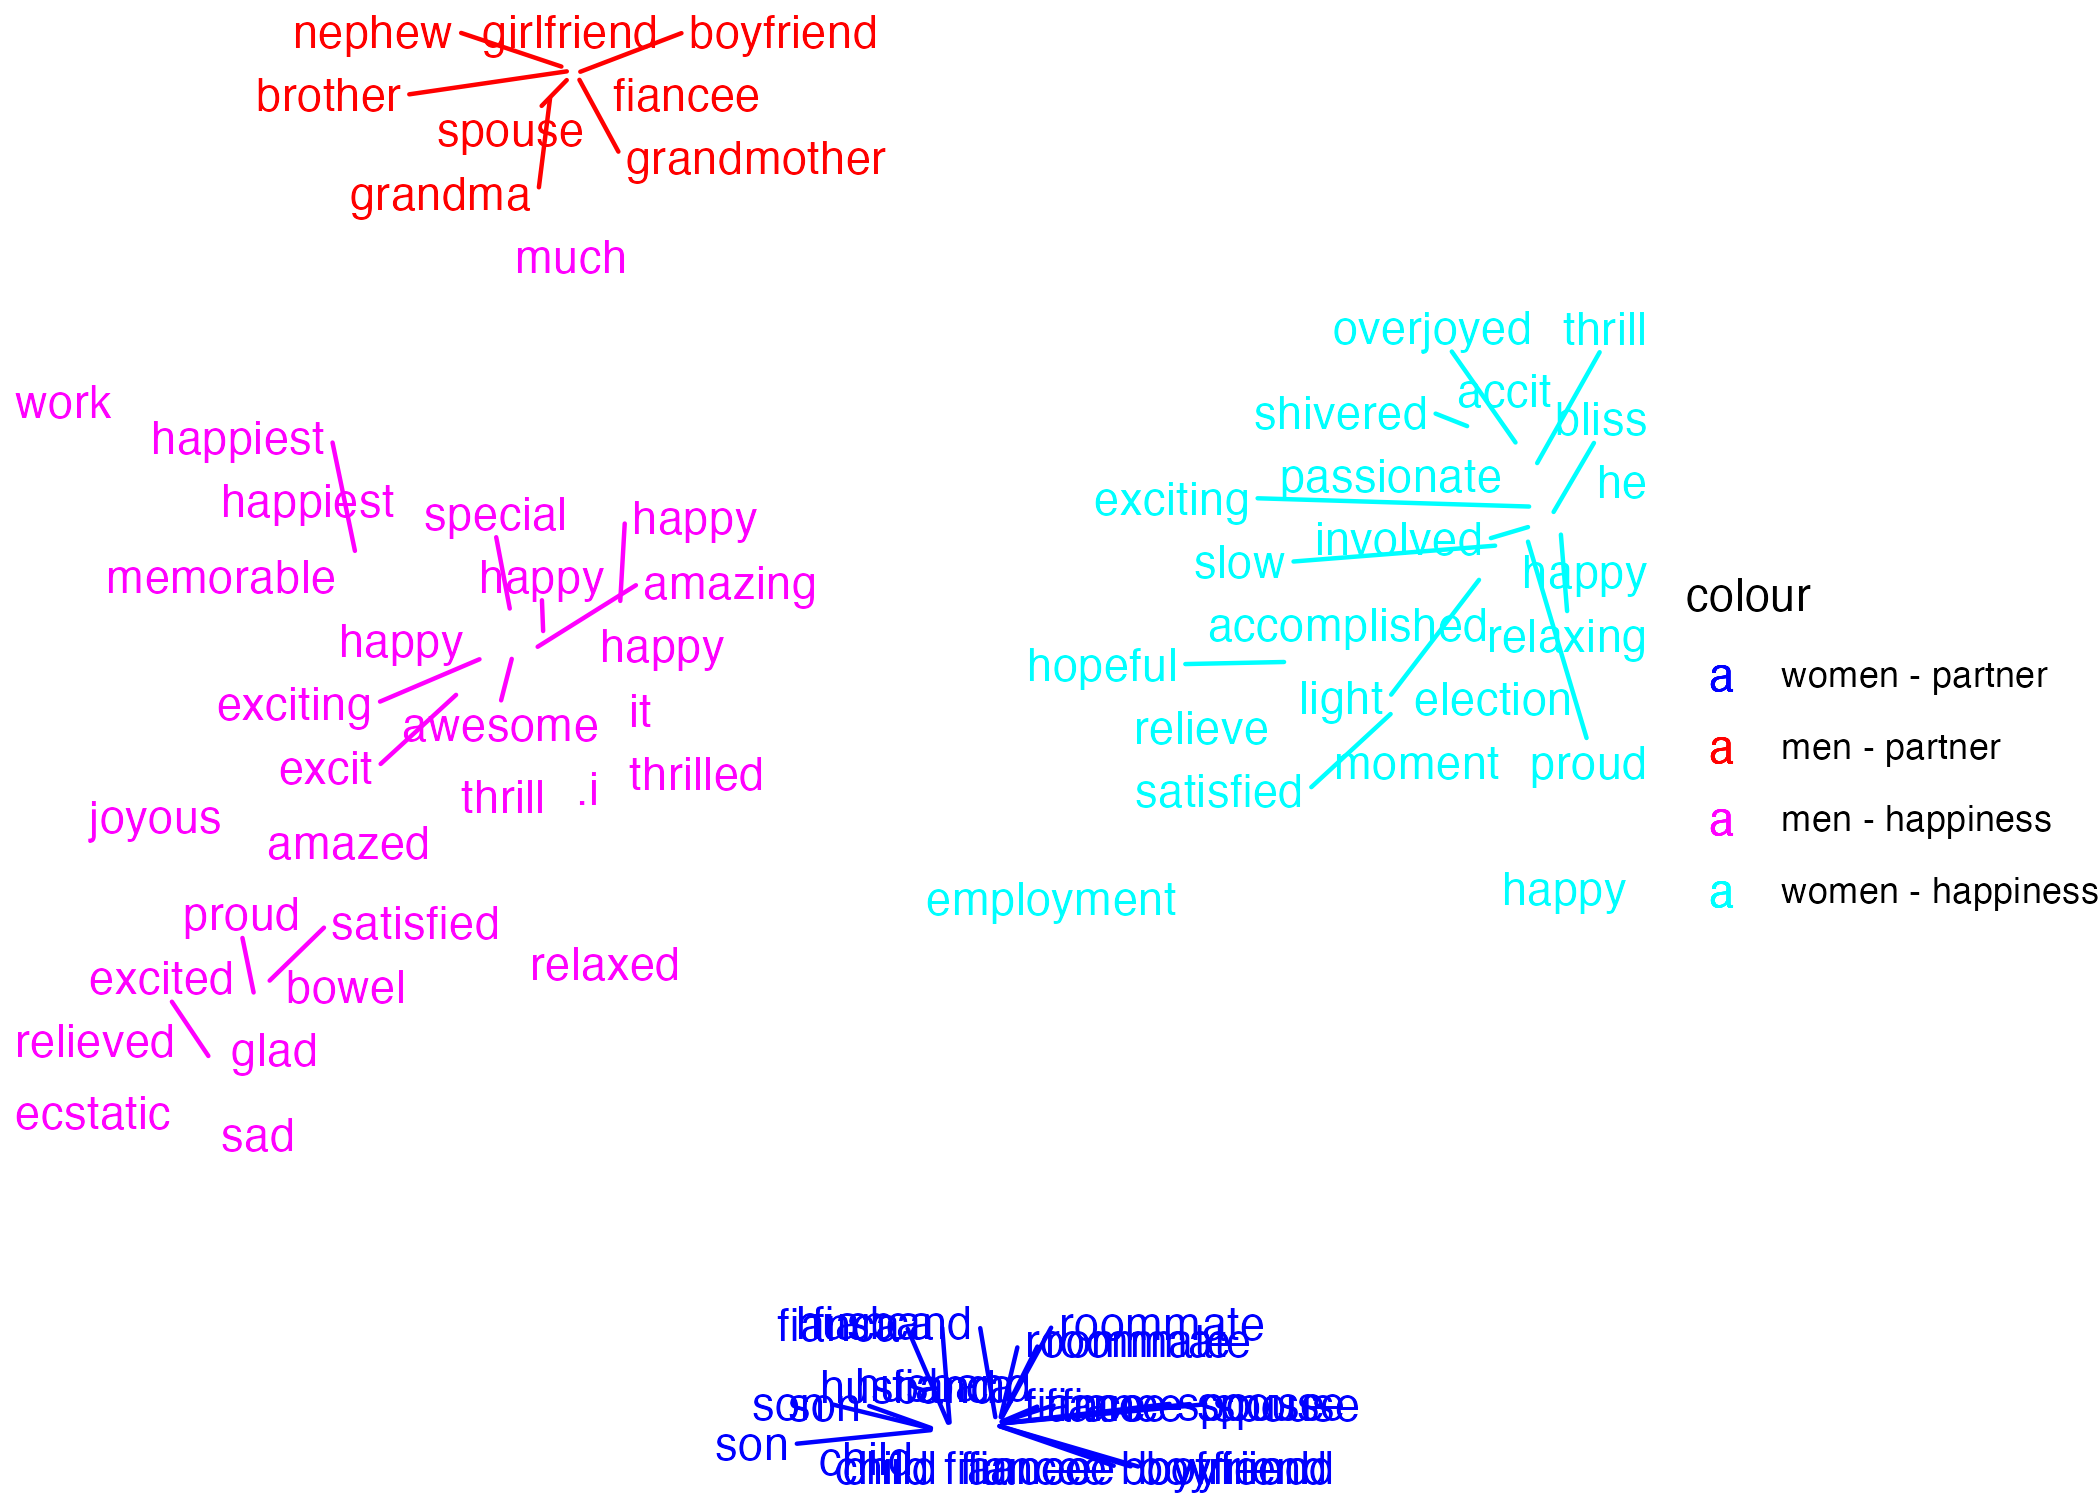 nephew girlfriend boyfriend
brother fiancee
spouse
grandmother
grandma
much
overjoyed thrill
accit
work shivered bliss
happiest
passionate he
happiest special happy exciting
involved
slow
memorable happy amazing happy
colour
accomplished relaxing
happy happy
hopeful
a women - partner
exciting it light election
awesome relieve
a men - partner
excit thrilled moment proud
thrill .i satisfied
joyous a men - happiness
amazed
employment happy a women - happiness
proud satisfied
relaxed
excited bowel
relieved glad
ecstatic
sad
husband roommate
roommate
husband
son son fiancee spouse spouse
son child
child fiancee boyfriend boyfriend